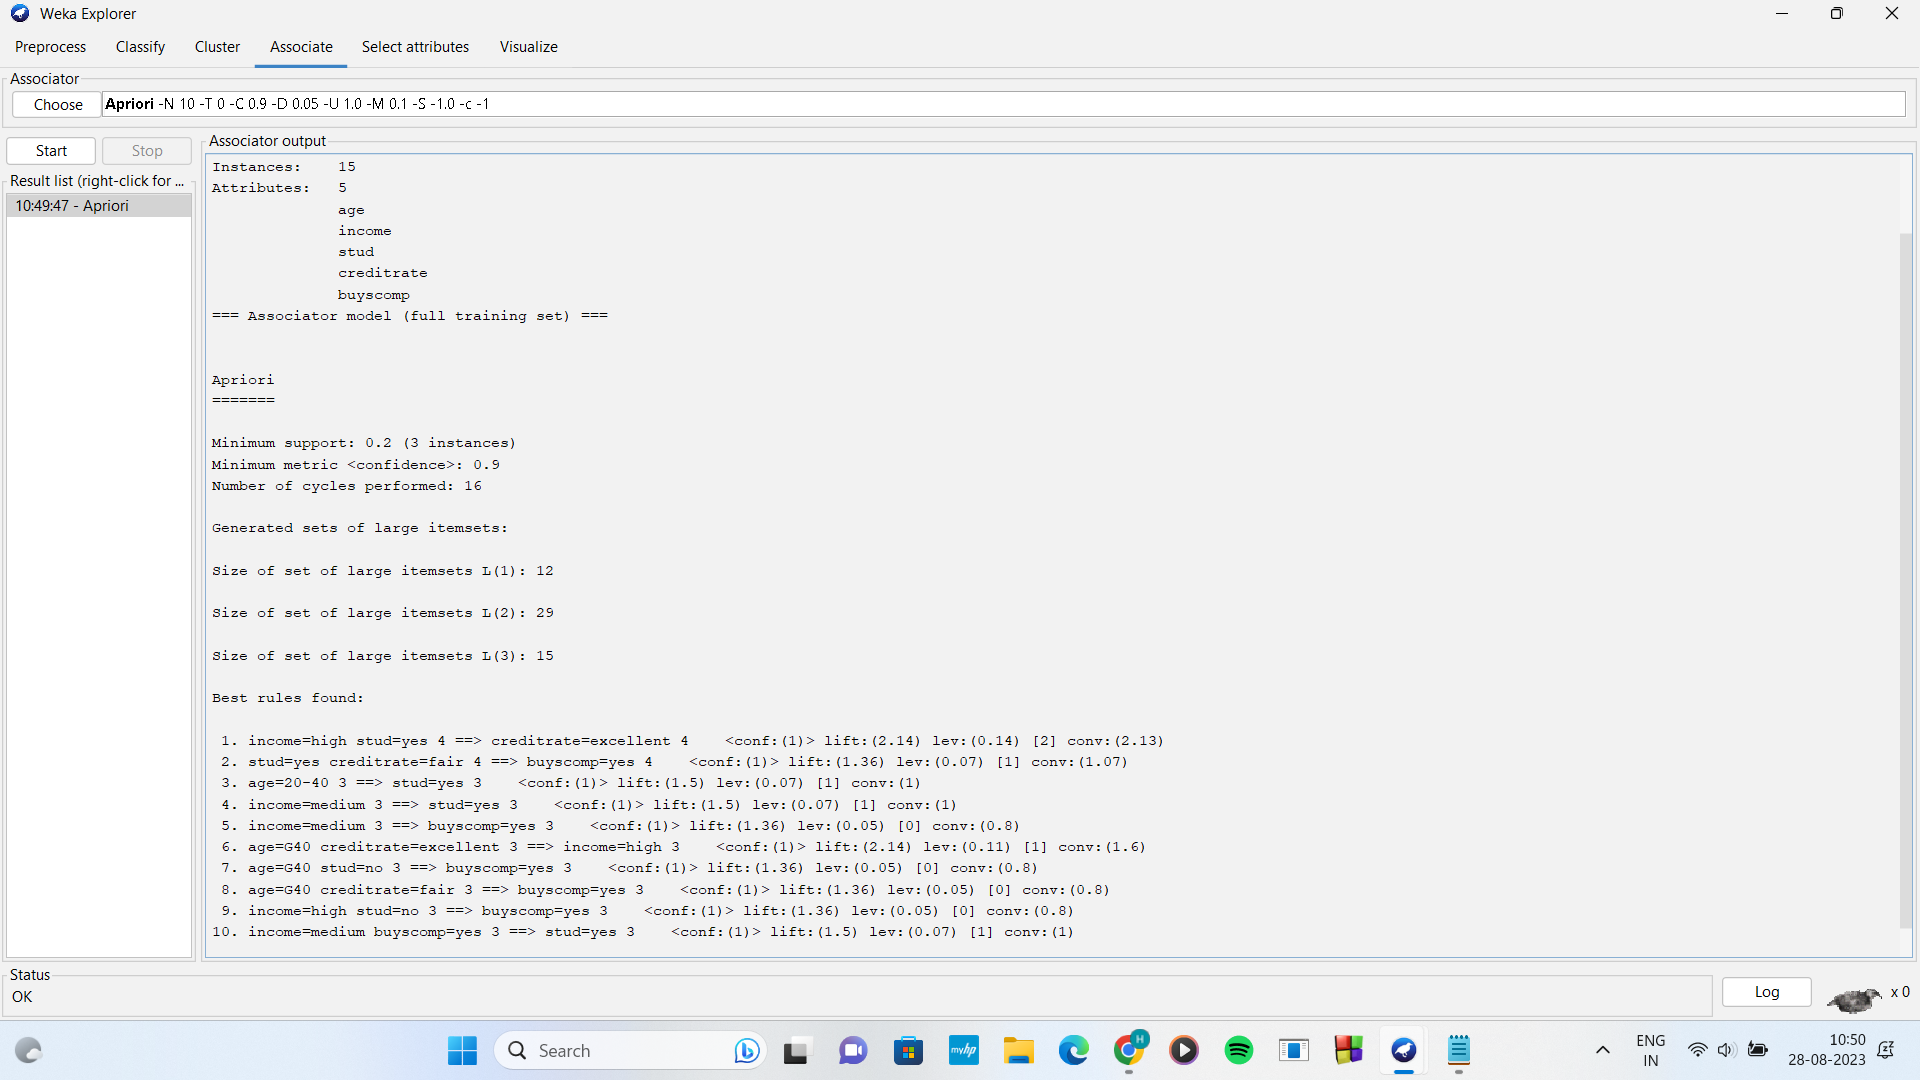 Weka Explorer
Preprocess Classify Cluster Associate Select attributes Visualize
Associator
Choose Apriori -N 10 -T 0 -C 0.9 -D 0.05 -U 1.0 -M 0.1 -S -1.0 -c -1
Start Stop
Result list (right-click for ...
10:49:47 - Apriori
Associator output
Instances: 15
Attributes: 5
age
income
stud
creditrate
buyscomp
=== Associator model (full training set) ===
Apriori
=======
Minimum support: 0.2 (3 instances)
Minimum metric <confidence>: 0.9
Number of cycles performed: 16
Generated sets of large itemsets:
Size of set of large itemsets L(1): 12
Size of set of large itemsets L(2): 29
Size of set of large itemsets L(3): 15
Best rules found:
1. income=high stud=yes 4 ==> creditrate=excellent 4 <conf:(1)> lift:(2.14) lev:(0.14) [2] conv:(2.13)
2. stud=yes creditrate=fair 4 ==> buyscomp=yes 4 <conf:(1)> lift:(1.36) lev:(0.07) [1] conv:(1.07)
3. age=20-40 3 ==> stud=yes 3 <conf:(1)> lift:(1.5) lev:(0.07) [1] conv:(1)
4. income=medium 3 ==> stud=yes 3 <conf:(1)> lift:(1.5) lev:(0.07) [1] conv:(1)
5. income=medium 3 ==> buyscomp=yes 3 <conf:(1)> lift:(1.36) lev:(0.05) [0] conv:(0.8)
6. age=G40 creditrate=excellent 3 ==> income=high 3 <conf:(1)> lift:(2.14) lev:(0.11) [1] conv:(1.6)
7. age=G40 stud=no 3 ==> buyscomp=yes 3 <conf:(1)> lift:(1.36) lev:(0.05) [0] conv:(0.8)
8. age=G40 creditrate=fair 3 ==> buyscomp=yes 3 <conf:(1)> lift:(1.36) lev:(0.05) [0] conv:(0.8)
9. income=high stud=no 3 ==> buyscomp=yes 3 <conf:(1)> lift:(1.36) lev:(0.05) [0] conv:(0.8)
10. income=medium buyscomp=yes 3 ==> stud=yes 3 <conf:(1)> lift:(1.5) lev:(0.07) [1] conv:(1)
Status
OK
Log
x 0
Search
myhp
H
ENG
IN
10:50
28-08-2023